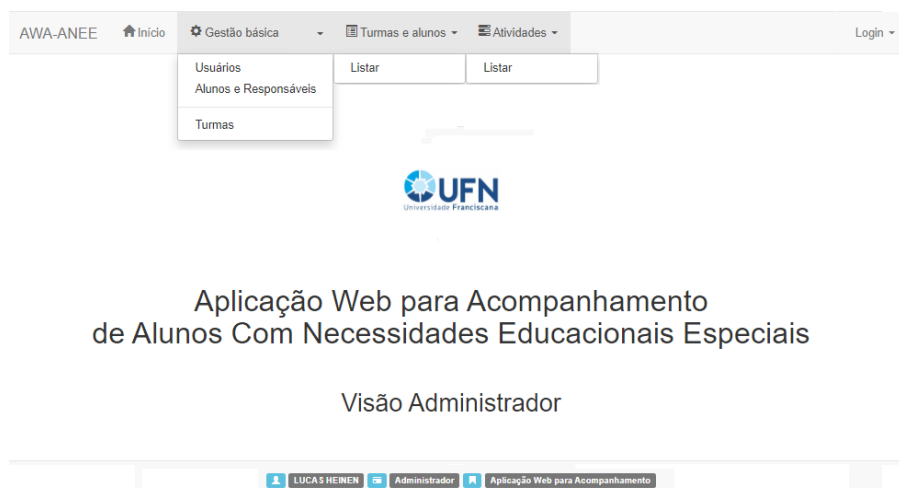 AWA-ANEE Início Gestão básica Turmas e alunos Atividades Login
Usuários Listar Listar
Alunos e Responsáveis
Turmas
UFN
Universidade Franciscana
Aplicação Web para Acompanhamento
de Alunos Com Necessidades Educacionais Especiais
Visão Administrador
LUCAS HEINEN Administrador Aplicação Web para Acompanhamento